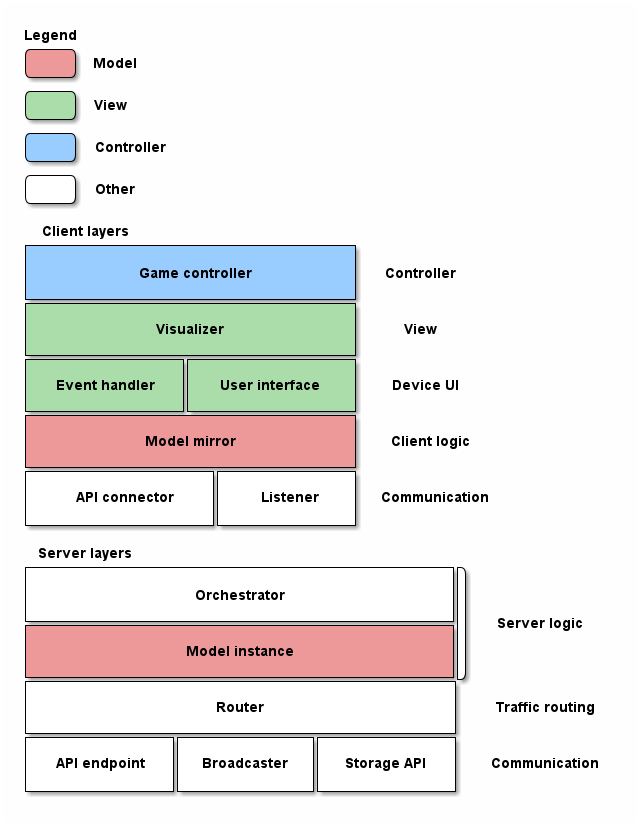 Legend
Model
View
Controller
Other
Client layers
Game controller
Controller
Visualizer
View
Event handler
User interface
Device UI
Model mirror
Client logic
API connector
Listener
Communication
Server layers
Orchestrator
Server logic
Model instance
Router
Traffic routing
API endpoint
Broadcaster
Storage API
Communication